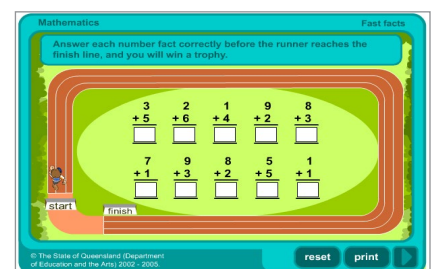 Mathematics Fast facts
Answer each number fact correctly before the runner reaches the
finish line, and you will win a trophy.
3 2 1 9 8
+ 5 + 6 + 4 + 2 + 3
7 9 8 5 1
+ 1 + 3 + 2 + 5 + 1
start
finish
© The State of Queensland (Department
of Education and the Arts) 2002 - 2005.
reset print